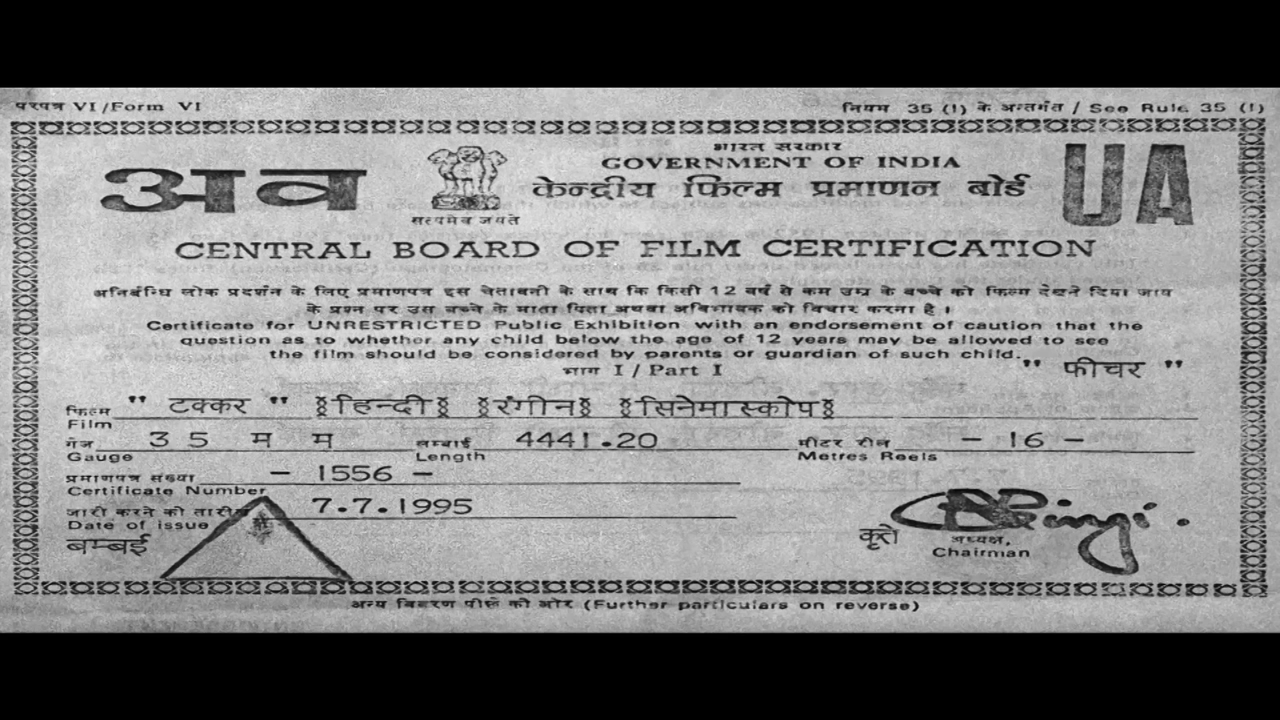 परपत्र VI /Form VI
नियम 35 (1) के अन्तर्गत / See Rule 35 (1)
भारत सरकार
GOVERNMENT OF INDIA
अव
केन्द्रीय फिल्म प्रमाणन बोर्ड
UA
सत्यमेव जयते
CENTRAL BOARD OF FILM CERTIFICATION
अनिर्बन्धि लोक प्रदर्शन के लिए प्रमाणपत्र इस चेतावनी के साथ कि किसी 12 वर्ष से कम उम्र के बच्चे को फिल्म देखने दिया जाय
के प्रश्न पर उस बच्चे के माता पिता अथवा अविभावक को विचार करना है ।
Certificate for UNRESTRICTED Public Exhibition with an endorsement of caution that the
question as to whether any child below the age of 12 years may be allowed to see
the film should be considered by parents or guardian of such child.
भाग I / Part I
" फीचर "
फिल्म " टक्कर " हिन्दी रंगीन सिनेमास्कोप
Film
गेज 35 म म लम्बाई 4441.20 मीटर रील - 16 -
Gauge Length Metres Reels
प्रमाणपत्र संख्या - 1556 -
Certificate Number
जारी करने की तारीख 7.7.1995
Date of issue
बम्बई
कृते अध्यक्ष,
Chairman
अन्य विवरण पीछे की ओर (Further particulars on reverse)